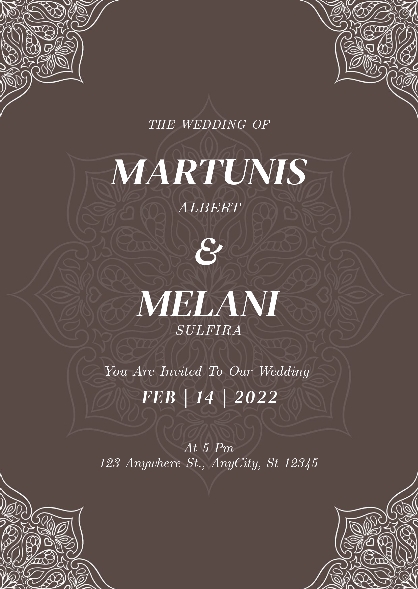 THE WEDDING OF
MARTUNIS
ALBERT
&
MELANI
SULFIRA
You Are Invited To Our Wedding
FEB | 14 | 2022
At 5 Pm
123 Anywhere St., AnyCity, St 12345